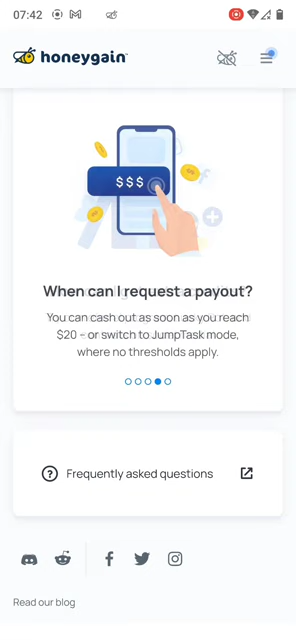 07:42
honeygain
$$$
When can I request a payout?
You can cash out as soon as you reach
$20 – or switch to JumpTask mode,
where no thresholds apply.
Frequently asked questions
Read our blog